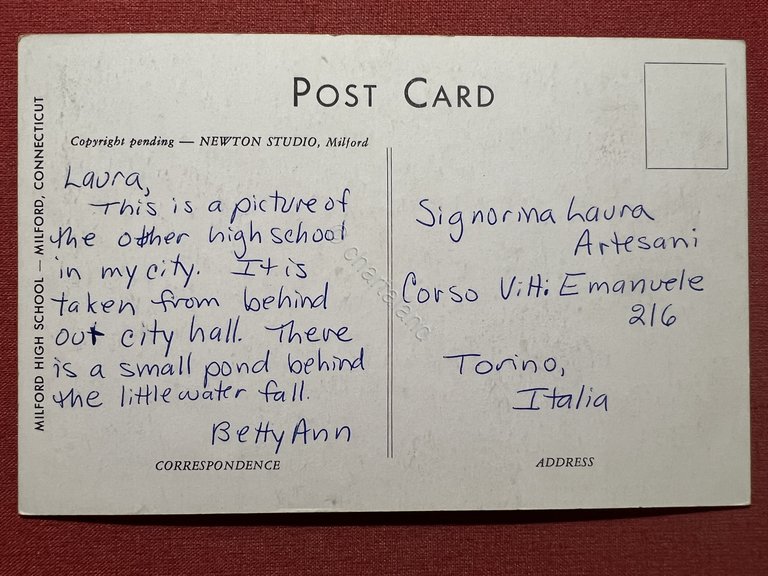 POST CARD
Copyright pending — NEWTON STUDIO, Milford
MILFORD HIGH SCHOOL — MILFORD, CONNECTICUT
Laura,
This is a picture of
the other high school
in my city. It is
taken from behind
out city hall. There
is a small pond behind
the little water fall.
Betty Ann
CORRESPONDENCE
Signorina Laura
Artesani
Corso Vitt. Emanuele
216
Torino,
Italia
ADDRESS